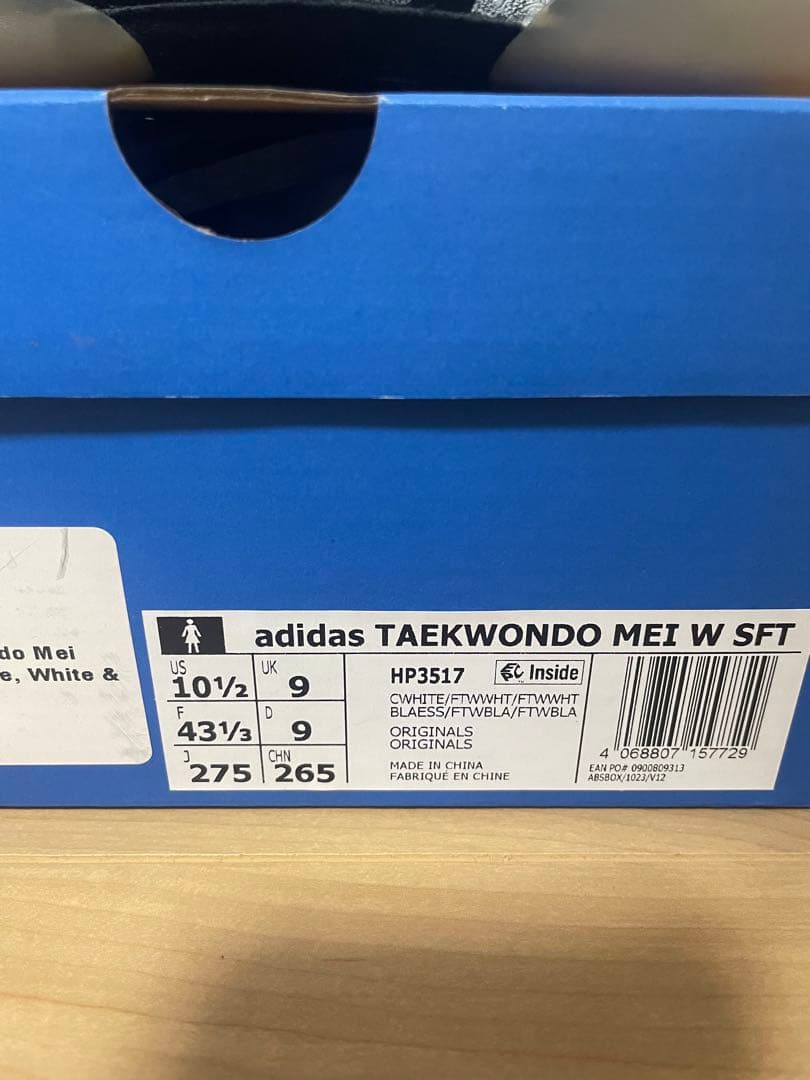 do Mei
e, White &
adidas TAEKWONDO MEI W SFT
US 10½ UK 9
F 43⅓ D 9
J 275 CHN 265
HP3517 Inside
CWHITE/FTWWHT/FTWWHT
BLAESS/FTWBLA/FTWBLA
ORIGINALS
ORIGINALS
MADE IN CHINA
FABRIQUÉ EN CHINE
4 068807 157729
EAN PO# 0900809313
ABSBOX/1023/V12